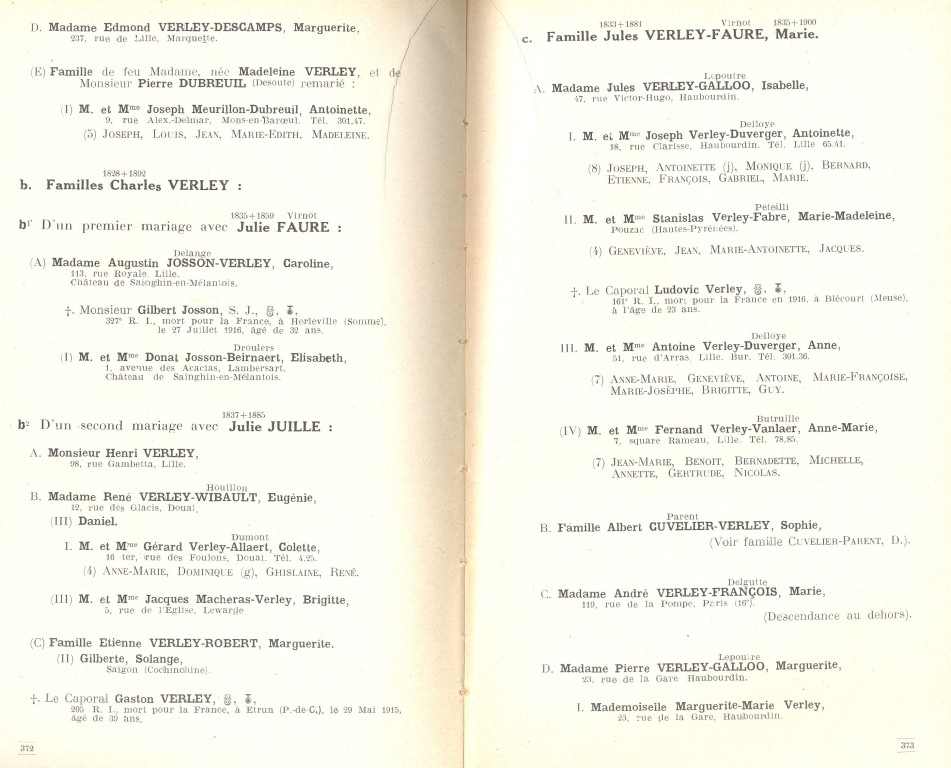 D. Madame Edmond VERLEY-DESCAMPS, Marguerite,
237, rue de Lille, Marquette.
(E) Famille de feu Madame, née Madeleine VERLEY, et de
Monsieur Pierre DUBREUIL (Desoute) remarié :
(I) M. et Mme Joseph Meurillon-Dubreuil, Antoinette,
9, rue Alex.-Delmar, Mons-en-Barœul. Tél. 301.47.
(5) JOSEPH, LOUIS, JEAN, MARIE-EDITH, MADELEINE.
1828+1892
b. Familles Charles VERLEY :
1835+1859 Virnot
b1 D'un premier mariage avec Julie FAURE :
Delange
(A) Madame Augustin JOSSON-VERLEY, Caroline,
113, rue Royale, Lille.
Château de Sainghin-en-Mélantois.
†. Monsieur Gilbert Josson, S. J.,
327e R. I., mort pour la France, à Herleville (Somme),
le 27 Juillet 1916, âgé de 32 ans.
Droulers
(I) M. et Mme Donat Josson-Beirnaert, Elisabeth,
1, avenue des Acacias, Lambersart.
Château de Sainghin-en-Mélantois.
1837+1885
b2 D'un second mariage avec Julie JUILLE :
A. Monsieur Henri VERLEY,
98, rue Gambetta, Lille.
Houillon
B. Madame René VERLEY-WIBAULT, Eugénie,
12, rue des Glacis, Douai.
(III) Daniel.
Dumont
I. M. et Mme Gérard Verley-Allaert, Colette,
16 ter, rue des Foulons, Douai. Tél. 4.25.
(4) ANNE-MARIE, DOMINIQUE (g), GHISLAINE, RENÉ.
(III) M. et Mme Jacques Macheras-Verley, Brigitte,
5, rue de l'Eglise, Lewarde
(C) Famille Etienne VERLEY-ROBERT, Marguerite.
(II) Gilberte, Solange,
Saïgon (Cochinchine).
†. Le Caporal Gaston VERLEY,
205 R. I., mort pour la France, à Etrun (P.-de-C.), le 29 Mai 1915,
âgé de 39 ans,
372
1833+1881 Virnot 1835+1900
c. Famille Jules VERLEY-FAURE, Marie.
Lepoutre
A. Madame Jules VERLEY-GALLOO, Isabelle,
47, rue Victor-Hugo, Haubourdin.
Delloye
I. M. et Mme Joseph Verley-Duverger, Antoinette,
18, rue Clarisse, Haubourdin. Tél. Lille 65.41.
(8) JOSEPH, ANTOINETTE (j), MONIQUE (j), BERNARD,
ETIENNE, FRANÇOIS, GABRIEL, MARIE.
Peteilli
II. M. et Mme Stanislas Verley-Fabre, Marie-Madeleine,
Pouzac (Hautes-Pyrénées).
(4) GENEVIÈVE, JEAN, MARIE-ANTOINETTE, JACQUES.
†. Le Caporal Ludovic Verley,
161e R. I., mort pour la France en 1916, à Blécourt (Meuse),
à l'âge de 23 ans.
Delloye
III. M. et Mme Antoine Verley-Duverger, Anne,
51, rue d'Arras, Lille. Bur. Tél. 301.36.
(7) ANNE-MARIE, GENEVIÈVE, ANTOINE, MARIE-FRANÇOISE,
MARIE-JOSÈPHE, BRIGITTE, GUY.
Butruille
(IV) M. et Mme Fernand Verley-Vanlaer, Anne-Marie,
7, square Rameau, Lille. Tél. 78.85.
(7) JEAN-MARIE, BENOIT, BERNADETTE, MICHELLE,
ANNETTE, GERTRUDE, NICOLAS.
Parent
B. Famille Albert CUVELIER-VERLEY, Sophie,
(Voir famille CUVELIER-PARENT, D.).
Delgutte
C. Madame André VERLEY-FRANÇOIS, Marie,
119, rue de la Pompe, Paris (16e).
(Descendance au dehors).
Lepoutre
D. Madame Pierre VERLEY-GALLOO, Marguerite,
23, rue de la Gare Haubourdin.
I. Mademoiselle Marguerite-Marie Verley,
23, rue de la Gare, Haubourdin.
373